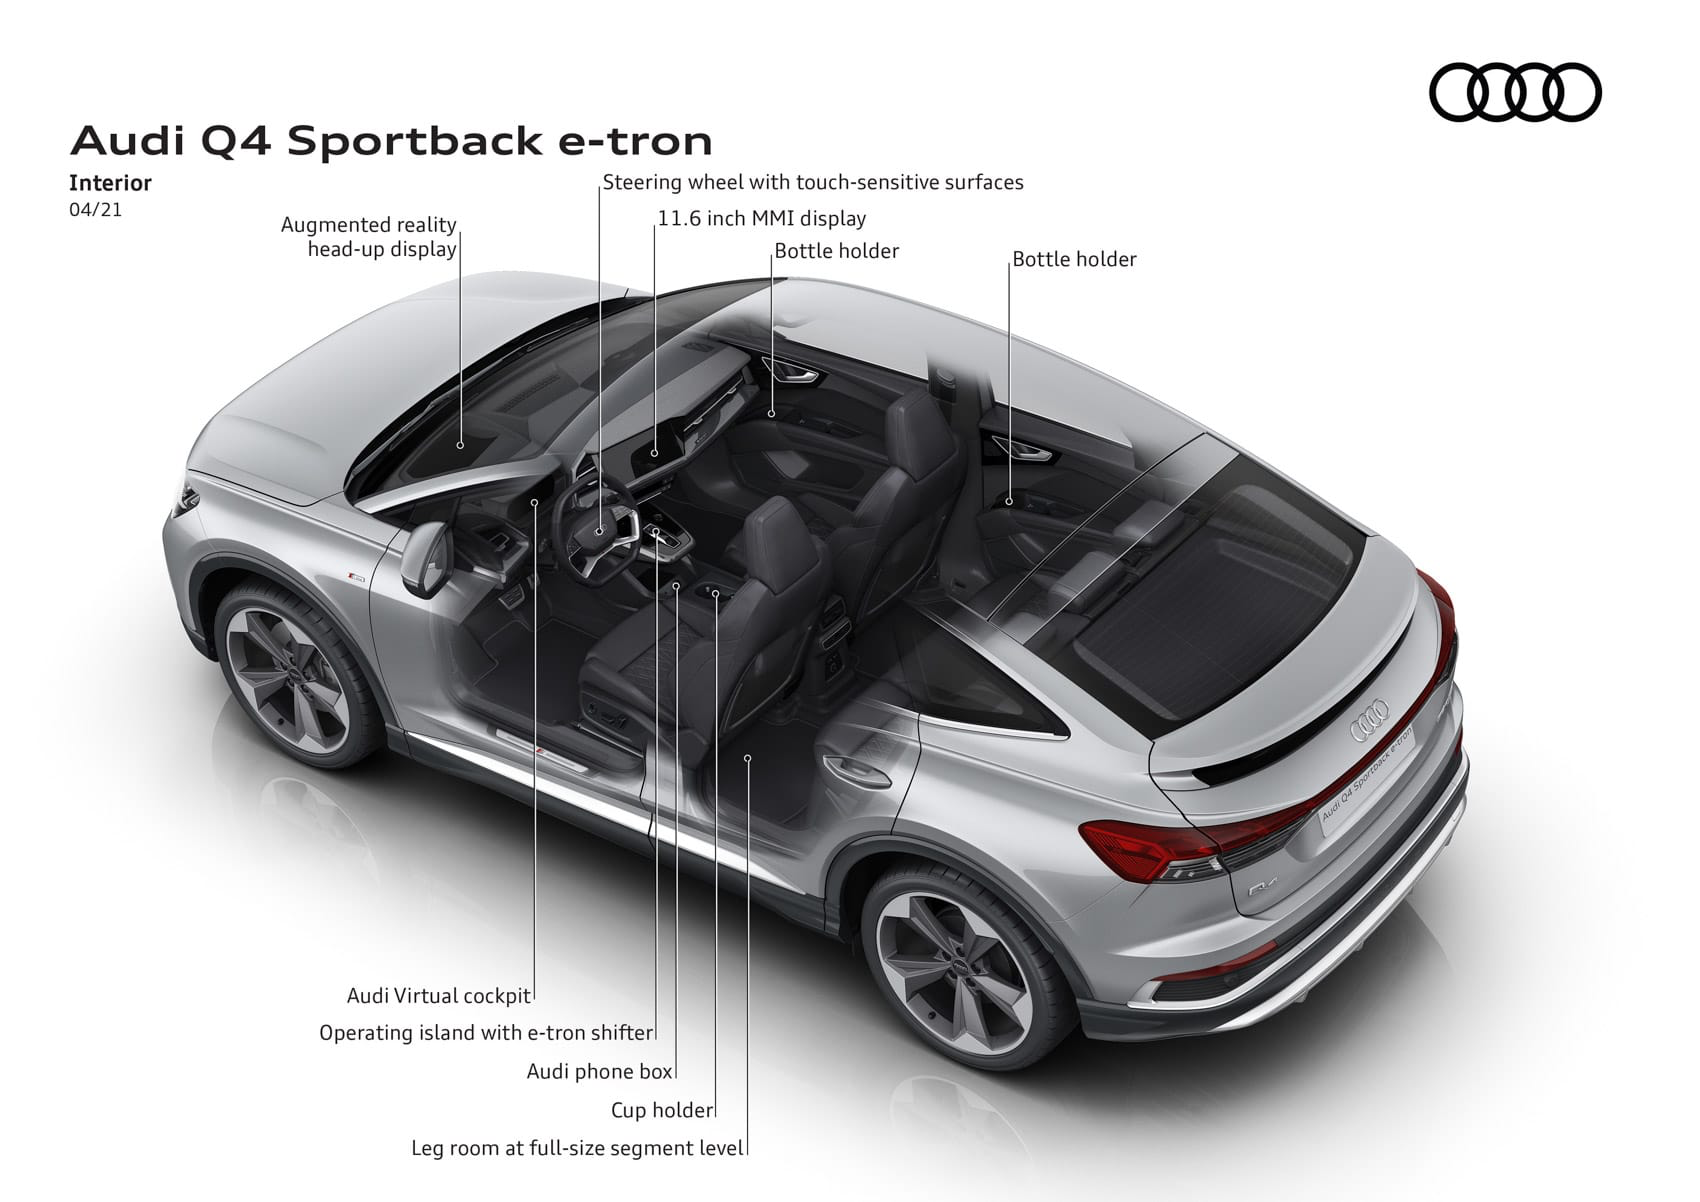 Audi Q4 Sportback e-tron
Interior
04/21
Steering wheel with touch-sensitive surfaces
11.6 inch MMI display
Augmented reality
head-up display
Bottle holder
Bottle holder
Audi Q4 Sportback e-tron
Q4
Audi Virtual cockpit
Operating island with e-tron shifter
Audi phone box
Cup holder
Leg room at full-size segment level